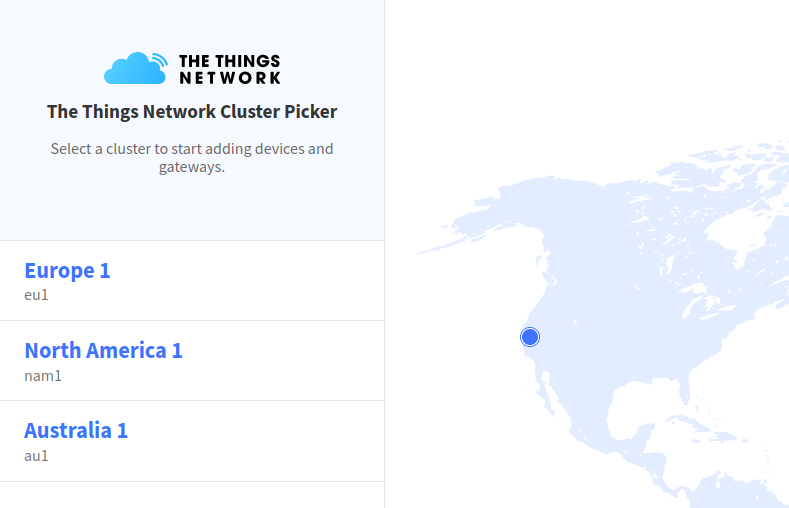 THE THINGS
NETWORK
The Things Network Cluster Picker
Select a cluster to start adding devices and
gateways.
Europe 1
eu1
North America 1
nam1
Australia 1
au1